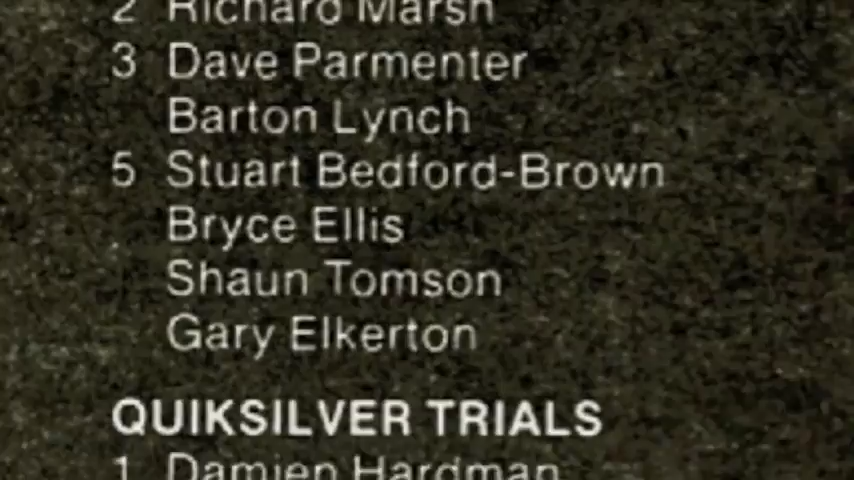 2 Richard Marsh
3 Dave Parmenter
Barton Lynch
5 Stuart Bedford-Brown
Bryce Ellis
Shaun Tomson
Gary Elkerton
QUIKSILVER TRIALS
1 Damien Hardman